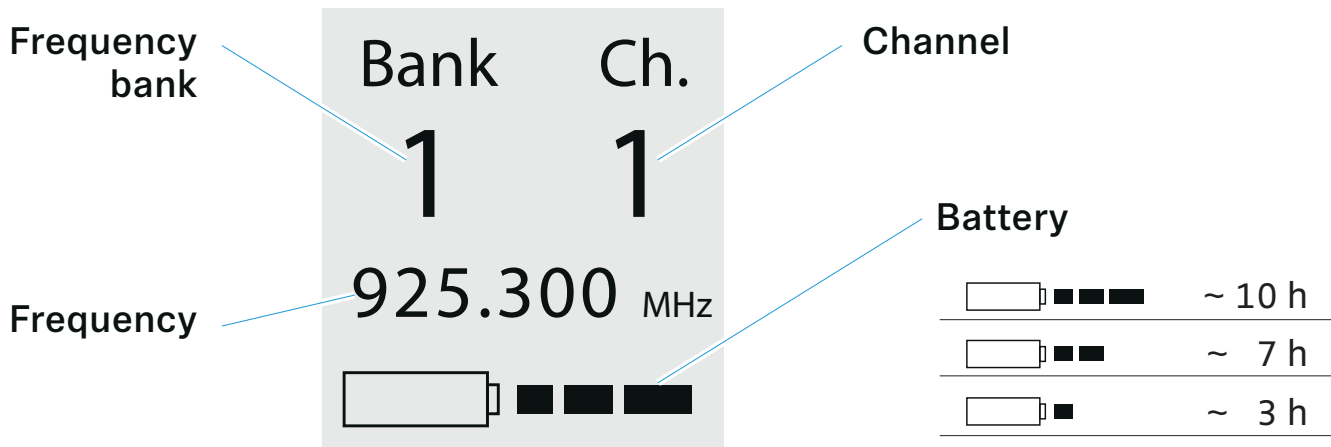 Frequency
bank
Bank Ch.
Channel
1 1
Battery
Frequency
925.300 MHz
~ 10 h
~ 7 h
~ 3 h